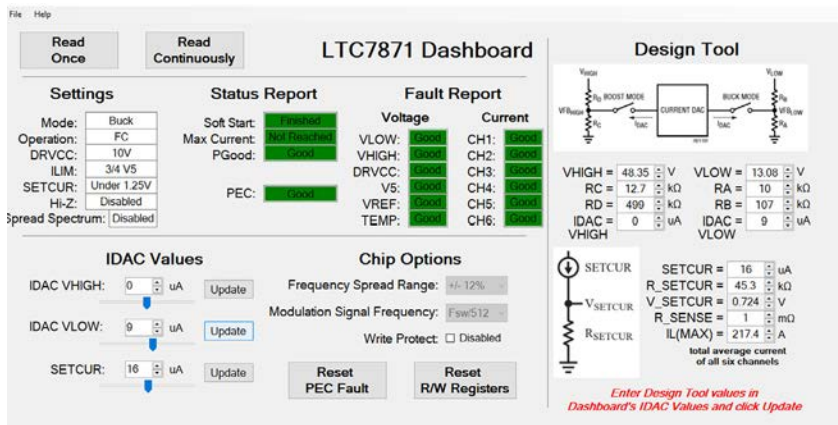 File Help
Read Once
Read Continuously
LTC7871 Dashboard
Settings
Mode: Buck
Operation: FC
DRVCC: 10V
ILIM: 3/4 V5
SETCUR: Under 1.25V
Hi-Z: Disabled
Spread Spectrum: Disabled
Status Report
Soft Start: Finished
Max Current: Not Reached
PGood: Good
PEC: Good
Fault Report
Voltage Current
VLOW: Good CH1: Good
VHIGH: Good CH2: Good
DRVCC: Good CH3: Good
V5: Good CH4: Good
VREF: Good CH5: Good
TEMP: Good CH6: Good
IDAC Values
IDAC VHIGH: 0 uA Update
IDAC VLOW: 9 uA Update
SETCUR: 16 uA Update
Chip Options
Frequency Spread Range: +/- 12%
Modulation Signal Frequency: Fsw/512
Write Protect: Disabled
Reset PEC Fault
Reset R/W Registers
Design Tool
VHIGH VLOW
RD BOOST MODE CURRENT DAC BUCK MODE RB
VFBHIGH IDAC IDAC VFBLOW
RC RA
VHIGH = 48.35 V VLOW = 13.08 V
RC = 12.7 kΩ RA = 10 kΩ
RD = 499 kΩ RB = 107 kΩ
IDAC = 0 uA IDAC = 9 uA
VHIGH VLOW
SETCUR
VSETCUR
RSETCUR
SETCUR = 16 uA
R_SETCUR = 45.3 kΩ
V_SETCUR = 0.724 V
R_SENSE = 1 mΩ
IL(MAX) = 217.4 A
total average current
of all six channels
Enter Design Tool values in
Dashboard's IDAC Values and click Update